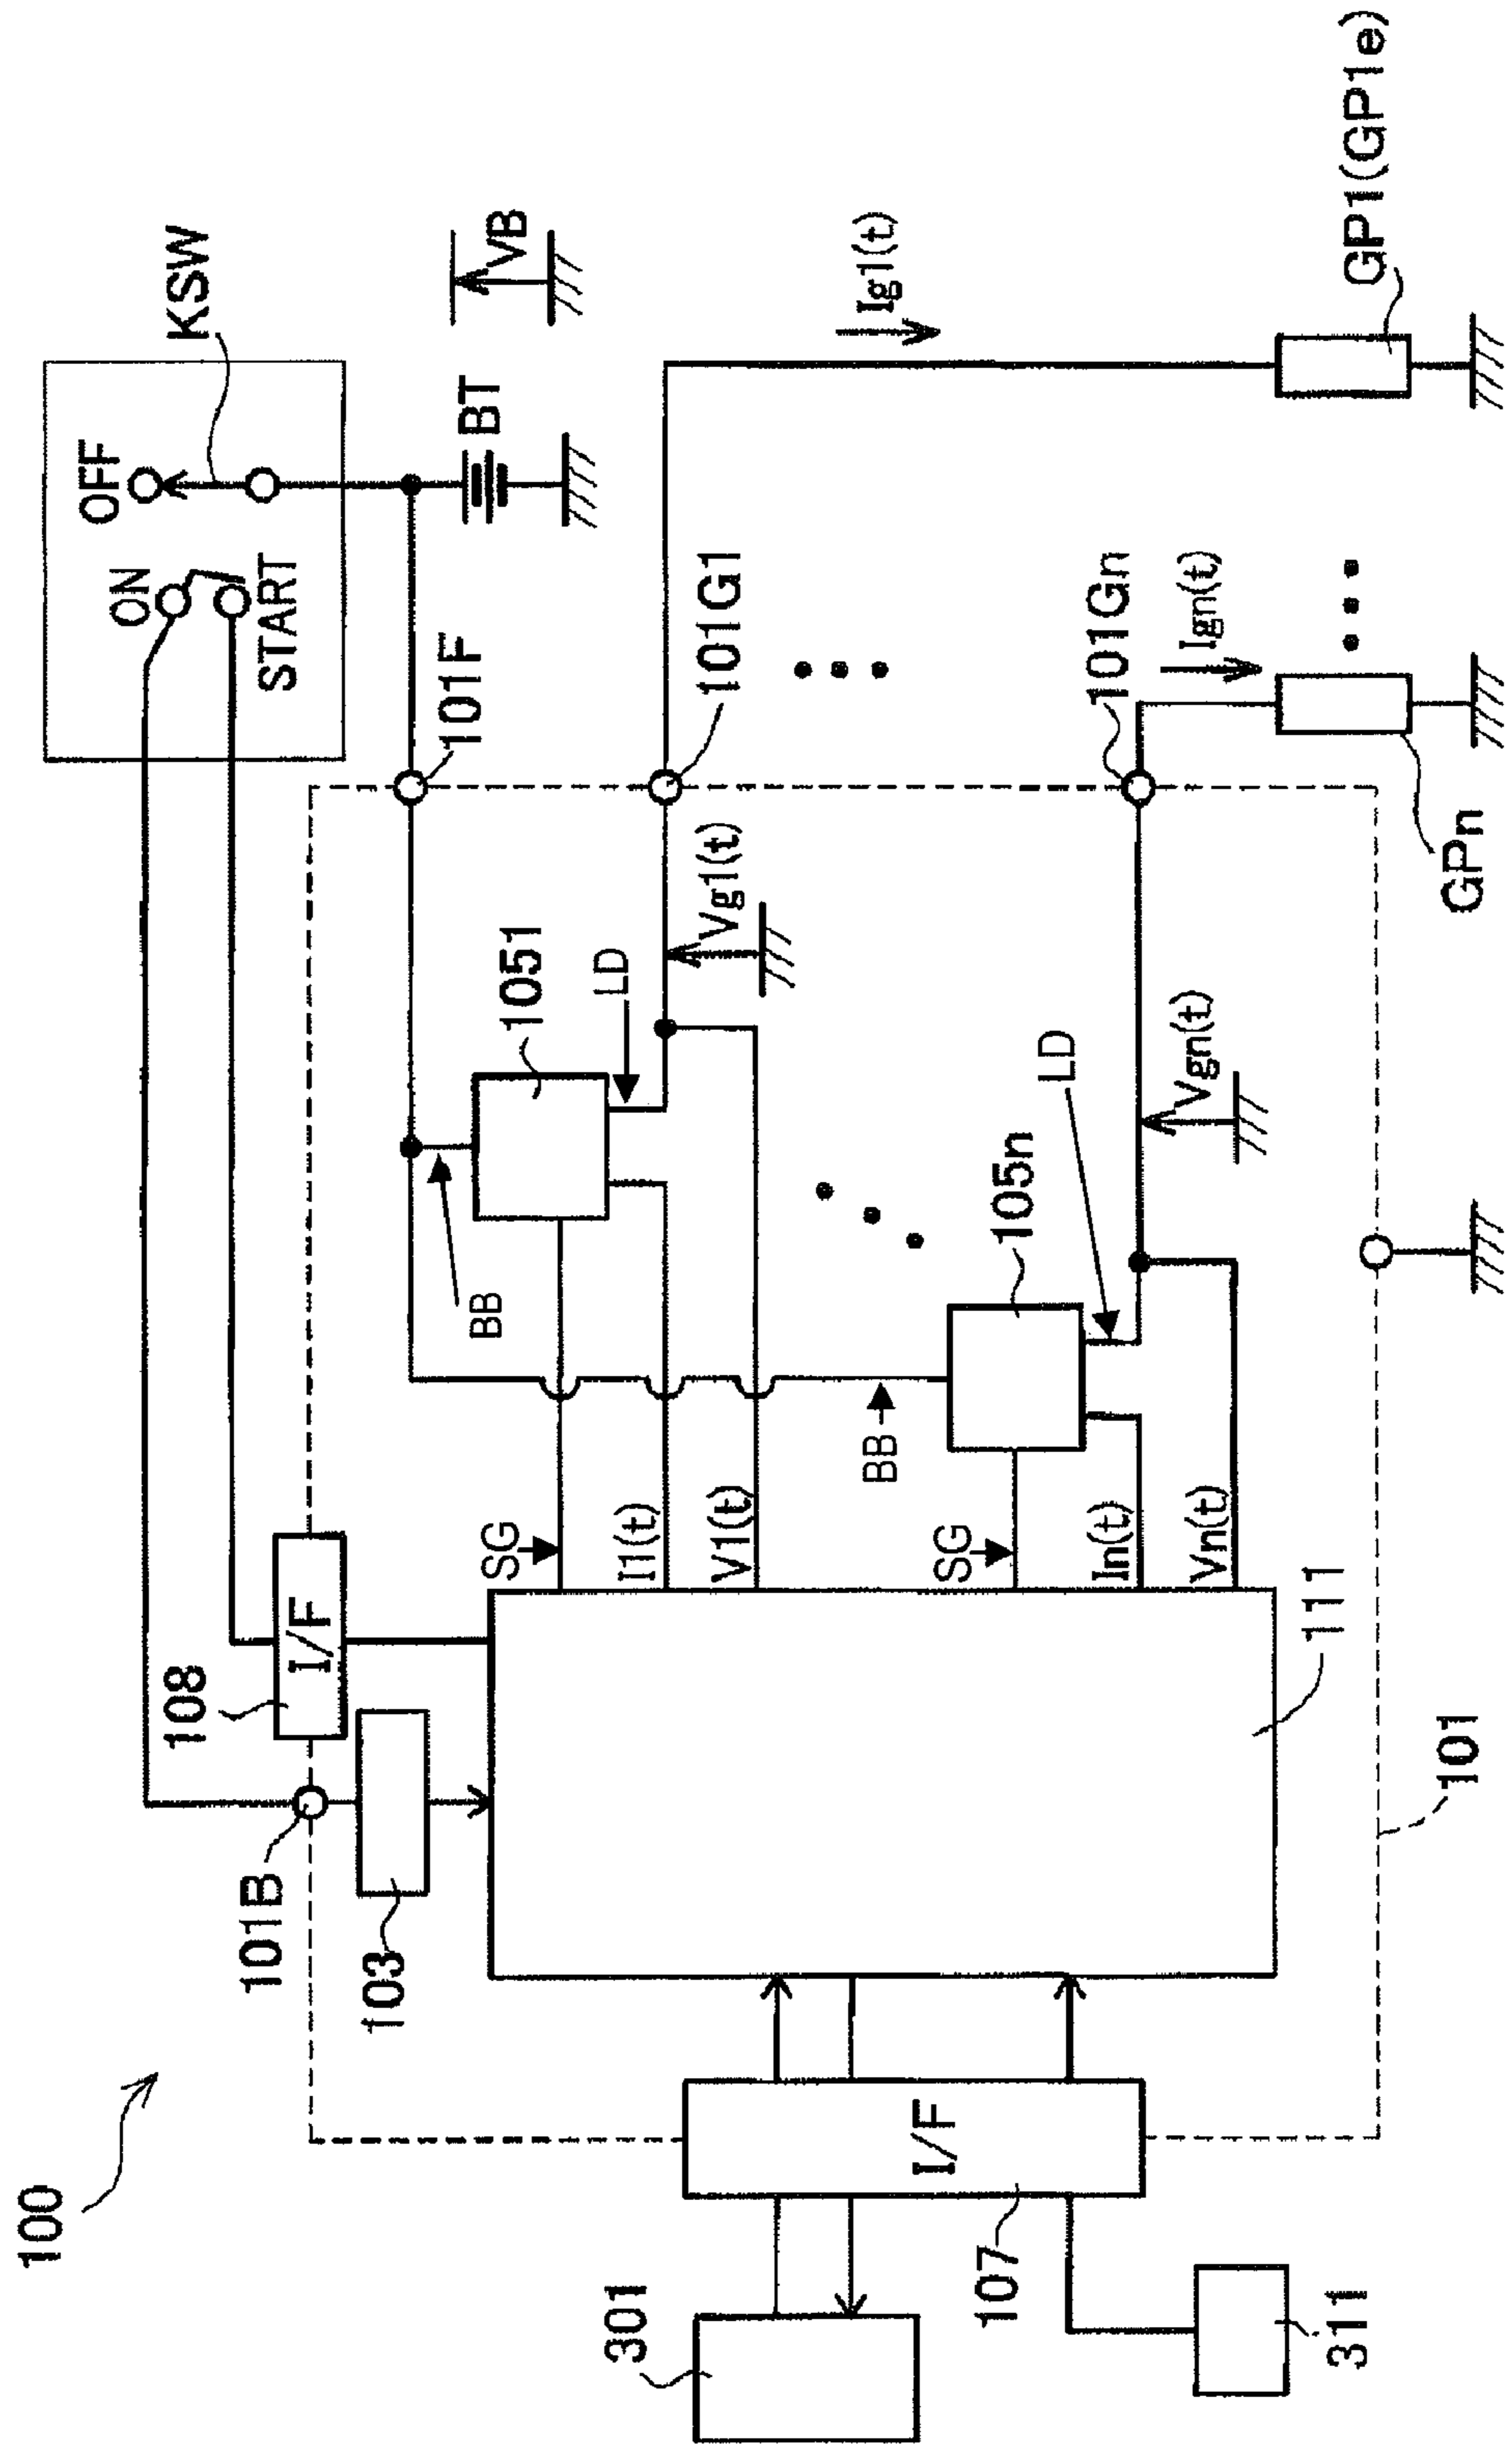 100
KSW
OFF
ON
START
BT
VB
108
I/F
101B
103
101F
1051
BB
LD
SG
I1(t)
V1(t)
Vg1(t)
101G1
Ig1(t)
GP1(GP1e)
105n
BB
LD
SG
In(t)
Vn(t)
Vgn(t)
101Gn
Ign(t)
GPn
301
I/F
107
311
111
101